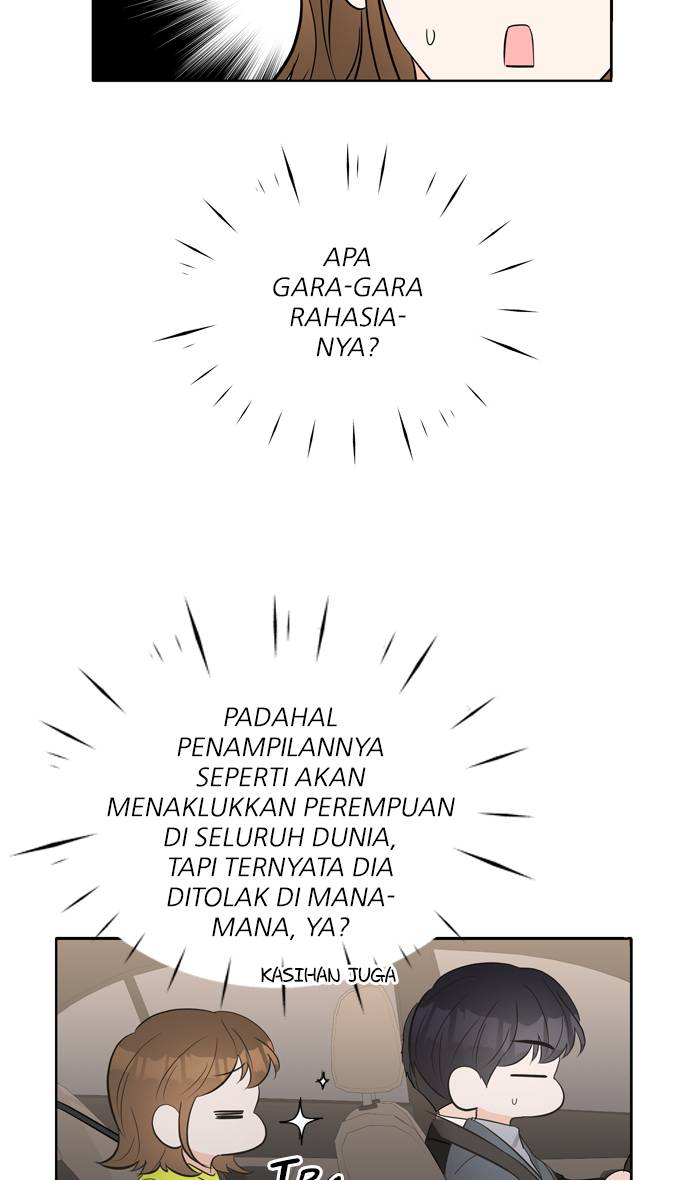 APA
GARA-GARA
RAHASIA-
NYA?
PADAHAL
PENAMPILANNYA
SEPERTI AKAN
MENAKLUKKAN PEREMPUAN
DI SELURUH DUNIA,
TAPI TERNYATA DIA
DITOLAK DI MANA-
MANA, YA?
KASIHAN JUGA